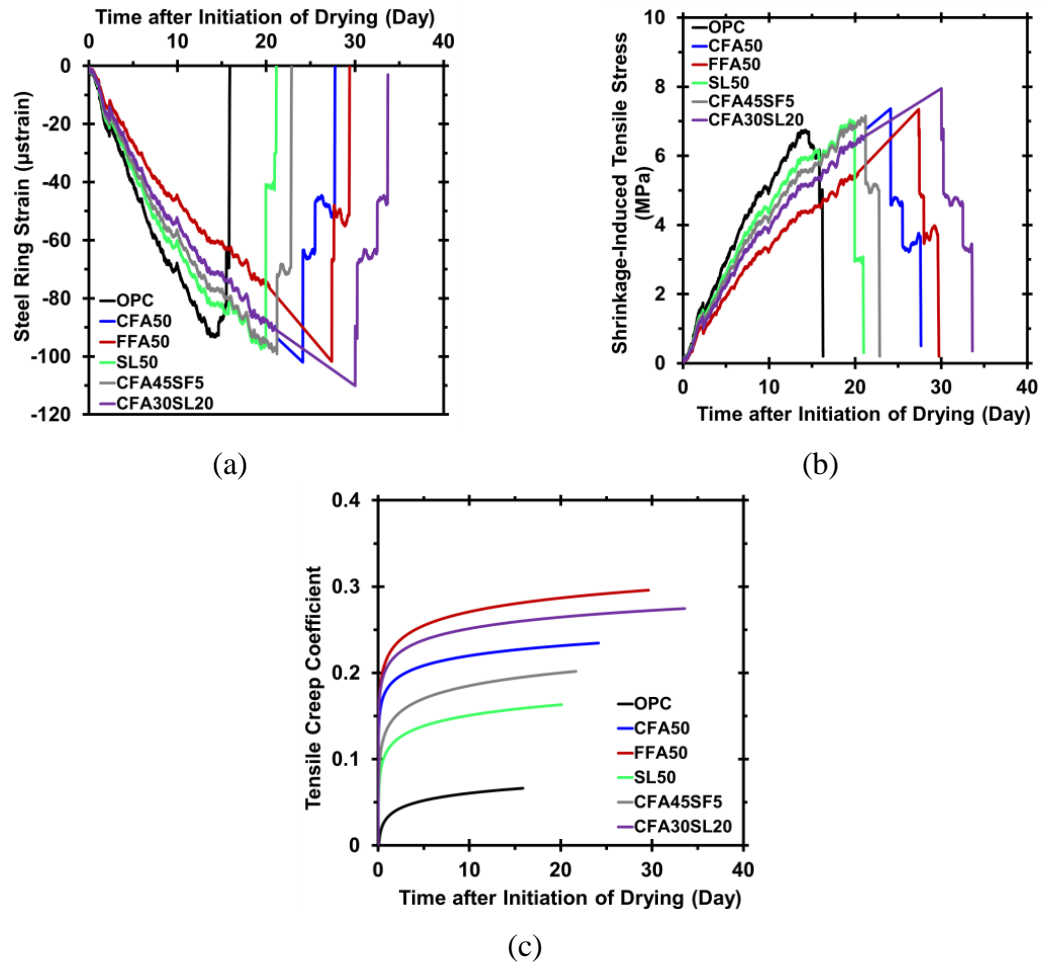 Time after Initiation of Drying (Day)
0 10 20 30 40
Steel Ring Strain (µstrain)
0
-20
-40
-60
-80
-100
-120
OPC
CFA50
FFA50
SL50
CFA45SF5
CFA30SL20
(a)
Shrinkage-Induced Tensile Stress
(MPa)
10
8
6
4
2
0
OPC
CFA50
FFA50
SL50
CFA45SF5
CFA30SL20
0 10 20 30 40
Time after Initiation of Drying (Day)
(b)
Tensile Creep Coefficient
0.4
0.3
0.2
0.1
0
OPC
CFA50
FFA50
SL50
CFA45SF5
CFA30SL20
0 10 20 30 40
Time after Initiation of Drying (Day)
(c)